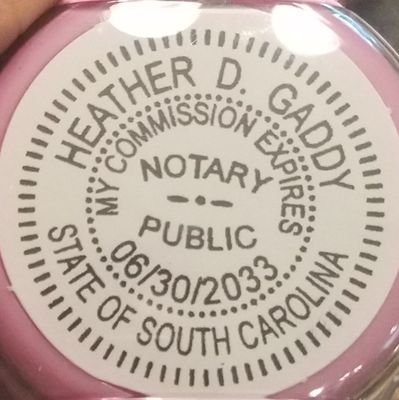 HEATHER D. GADDY
MY COMMISSION EXPIRES
NOTARY
PUBLIC
06/30/2033
STATE OF SOUTH CAROLINA